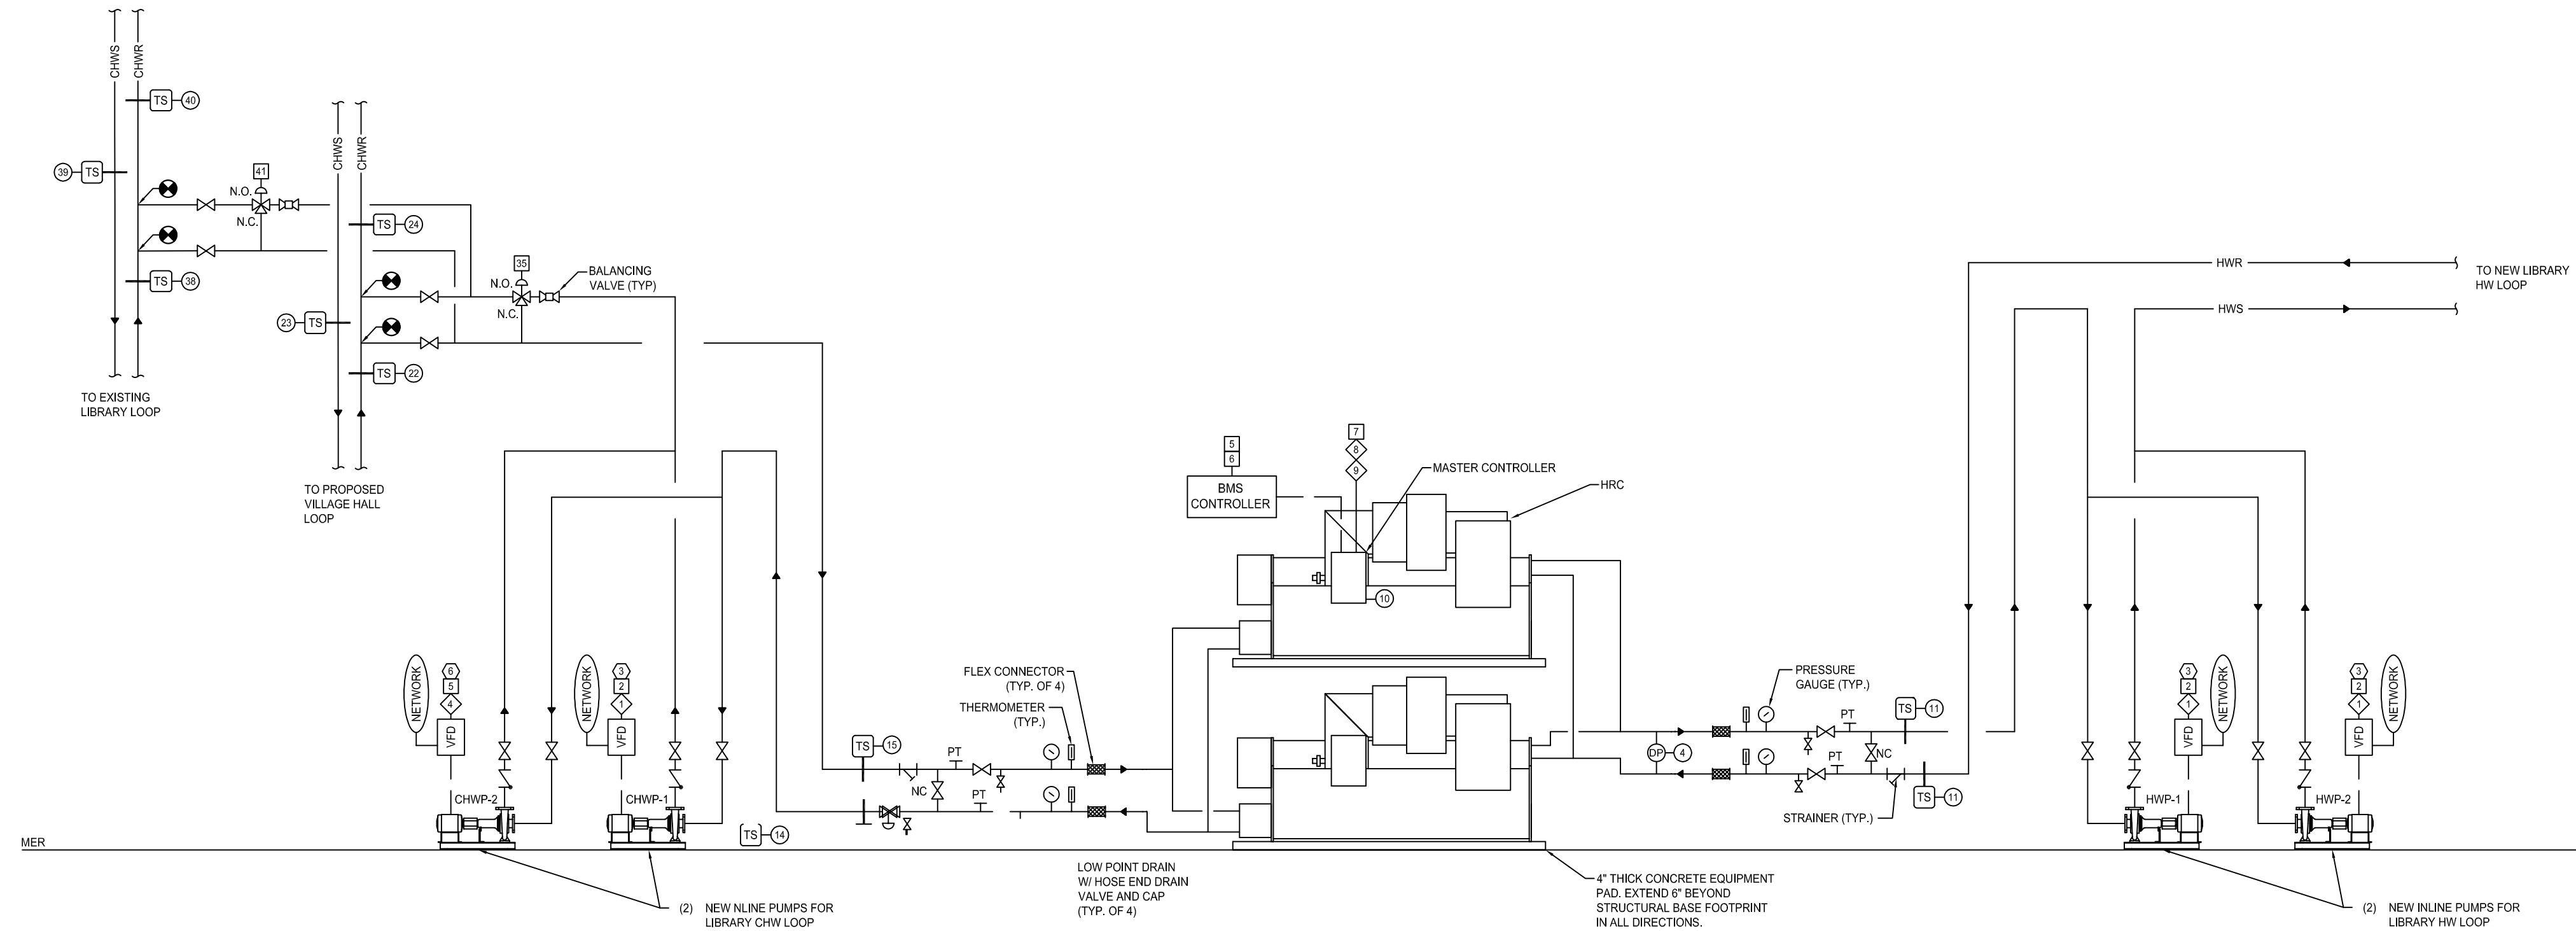 CHWS
CHWR
TS
40
39
TS
41
N.O.
N.C.
TS
38
TO EXISTING
LIBRARY LOOP
CHWS
CHWR
TS
24
35
N.O.
N.C.
BALANCING
VALVE (TYP)
23
TS
TS
22
TO PROPOSED
VILLAGE HALL
LOOP
HWR
HWS
TO NEW LIBRARY
HW LOOP
5
6
BMS
CONTROLLER
7
8
9
MASTER CONTROLLER
HRC
10
NETWORK
6
5
4
VFD
CHWP-2
NETWORK
3
2
1
VFD
CHWP-1
TS
14
TS
15
NC
PT
PT
FLEX CONNECTOR
(TYP. OF 4)
THERMOMETER
(TYP.)
PRESSURE
GAUGE (TYP.)
DP
4
PT
PT
NC
TS
11
TS
11
STRAINER (TYP.)
3
2
1
VFD
NETWORK
HWP-1
3
2
1
VFD
NETWORK
HWP-2
MER
(2) NEW NLINE PUMPS FOR
LIBRARY CHW LOOP
LOW POINT DRAIN
W/ HOSE END DRAIN
VALVE AND CAP
(TYP. OF 4)
4" THICK CONCRETE EQUIPMENT
PAD. EXTEND 6" BEYOND
STRUCTURAL BASE FOOTPRINT
IN ALL DIRECTIONS.
(2) NEW INLINE PUMPS FOR
LIBRARY HW LOOP